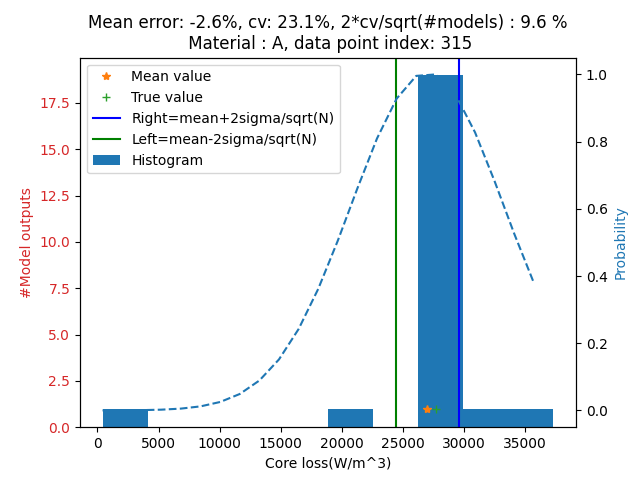 Mean error: -2.6%, cv: 23.1%, 2*cv/sqrt(#models) : 9.6 %
Material : A, data point index: 315
Mean value
True value
Right=mean+2sigma/sqrt(N)
Left=mean-2sigma/sqrt(N)
Histogram
#Model outputs
17.5
15.0
12.5
10.0
7.5
5.0
2.5
0.0
1.0
0.8
0.6
0.4
0.2
0.0
Probability
0 5000 10000 15000 20000 25000 30000 35000
Core loss(W/m^3)